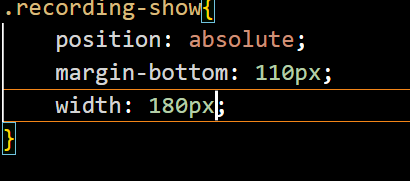 .recording-show{
position: absolute;
margin-bottom: 110px;
width: 180px;
}